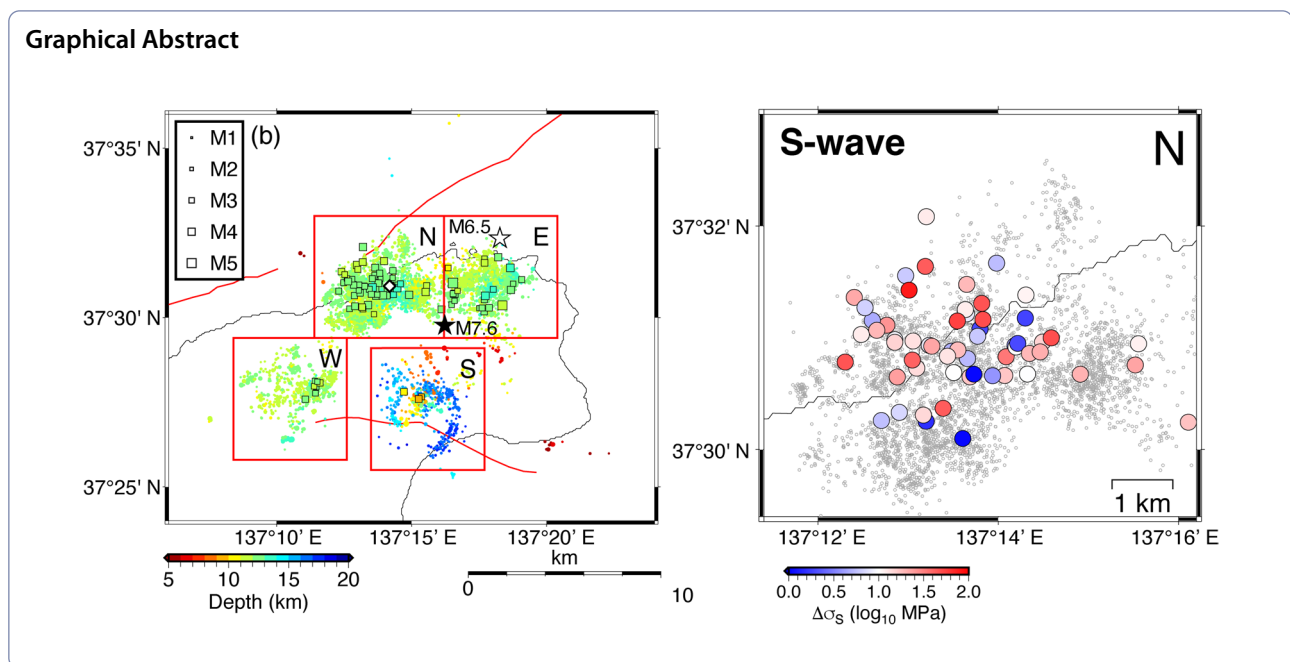 Graphical Abstract
M1
M2
M3
M4
M5
(b)
37°35' N
37°30' N
37°25' N
N
M6.5
E
M7.6
W
S
137°10' E
137°15' E
137°20' E
5 10 15 20
Depth (km)
km
0
10
S-wave
N
37°32' N
37°30' N
1 km
137°12' E
137°14' E
137°16' E
0.0 0.5 1.0 1.5 2.0
ΔσS (log10 MPa)